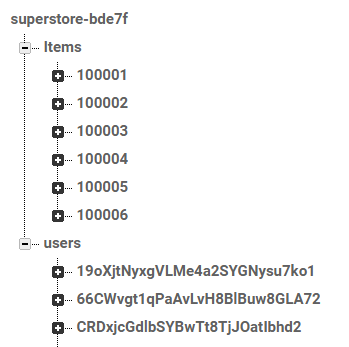 superstore-bde7f
Items
100001
100002
100003
100004
100005
100006
users
19oXjtNyxgVLMe4a2SYGNysu7ko1
66CWvgt1qPaAvLvH8BlBuw8GLA72
CRDxjcGdlbSYBwTt8TjJOatIbhd2